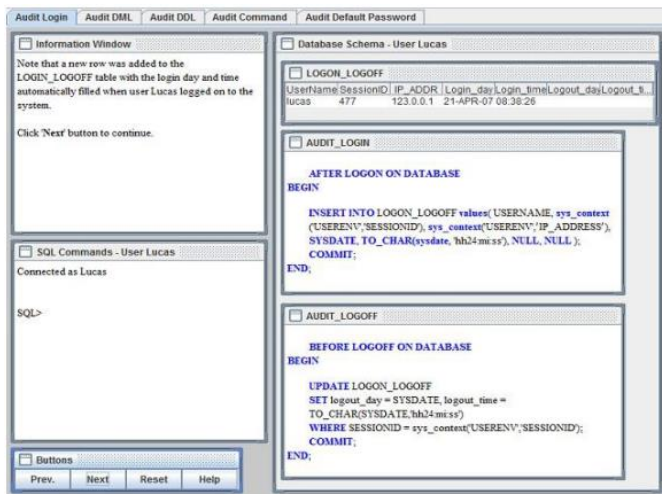 Audit Login Audit DML Audit DDL Audit Command Audit Default Password
Information Window
Note that a new row was added to the
LOGIN_LOGOFF table with the login day and time
automatically filled when user Lucas logged on to the
system.
Click 'Next' button to continue.
SQL Commands - User Lucas
Connected as Lucas
SQL>
Buttons
Prev. Next Reset Help
Database Schema - User Lucas
LOGON_LOGOFF
UserName SessionID IP_ADDR Login_day Login_time Logout_day Logout_ti...
lucas 477 123.0.0.1 21-APR-07 08:38:26
AUDIT_LOGIN
AFTER LOGON ON DATABASE
BEGIN
INSERT INTO LOGON_LOGOFF values( USERNAME, sys_context
('USERENV','SESSIONID'), sys_context('USERENV','IP_ADDRESS'),
SYSDATE, TO_CHAR(sysdate, 'hh24:mi:ss'), NULL, NULL );
COMMIT;
END;
AUDIT_LOGOFF
BEFORE LOGOFF ON DATABASE
BEGIN
UPDATE LOGON_LOGOFF
SET logout_day = SYSDATE, logout_time =
TO_CHAR(SYSDATE,'hh24:mi:ss')
WHERE SESSIONID = sys_context('USERENV','SESSIONID');
COMMIT;
END;